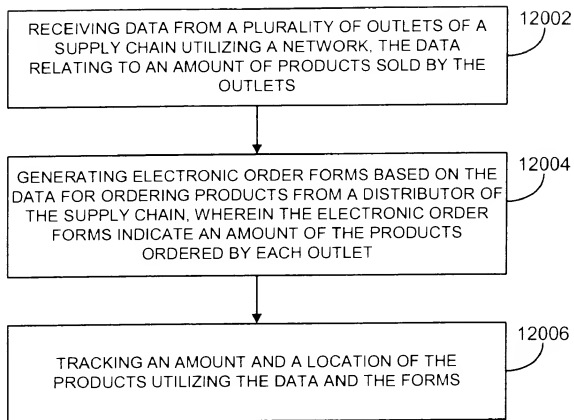 RECEIVING DATA FROM A PLURALITY OF OUTLETS OF A
SUPPLY CHAIN UTILIZING A NETWORK, THE DATA
RELATING TO AN AMOUNT OF PRODUCTS SOLD BY THE
OUTLETS
12002
GENERATING ELECTRONIC ORDER FORMS BASED ON THE
DATA FOR ORDERING PRODUCTS FROM A DISTRIBUTOR OF
THE SUPPLY CHAIN, WHEREIN THE ELECTRONIC ORDER
FORMS INDICATE AN AMOUNT OF THE PRODUCTS
ORDERED BY EACH OUTLET
12004
TRACKING AN AMOUNT AND A LOCATION OF THE
PRODUCTS UTILIZING THE DATA AND THE FORMS
12006